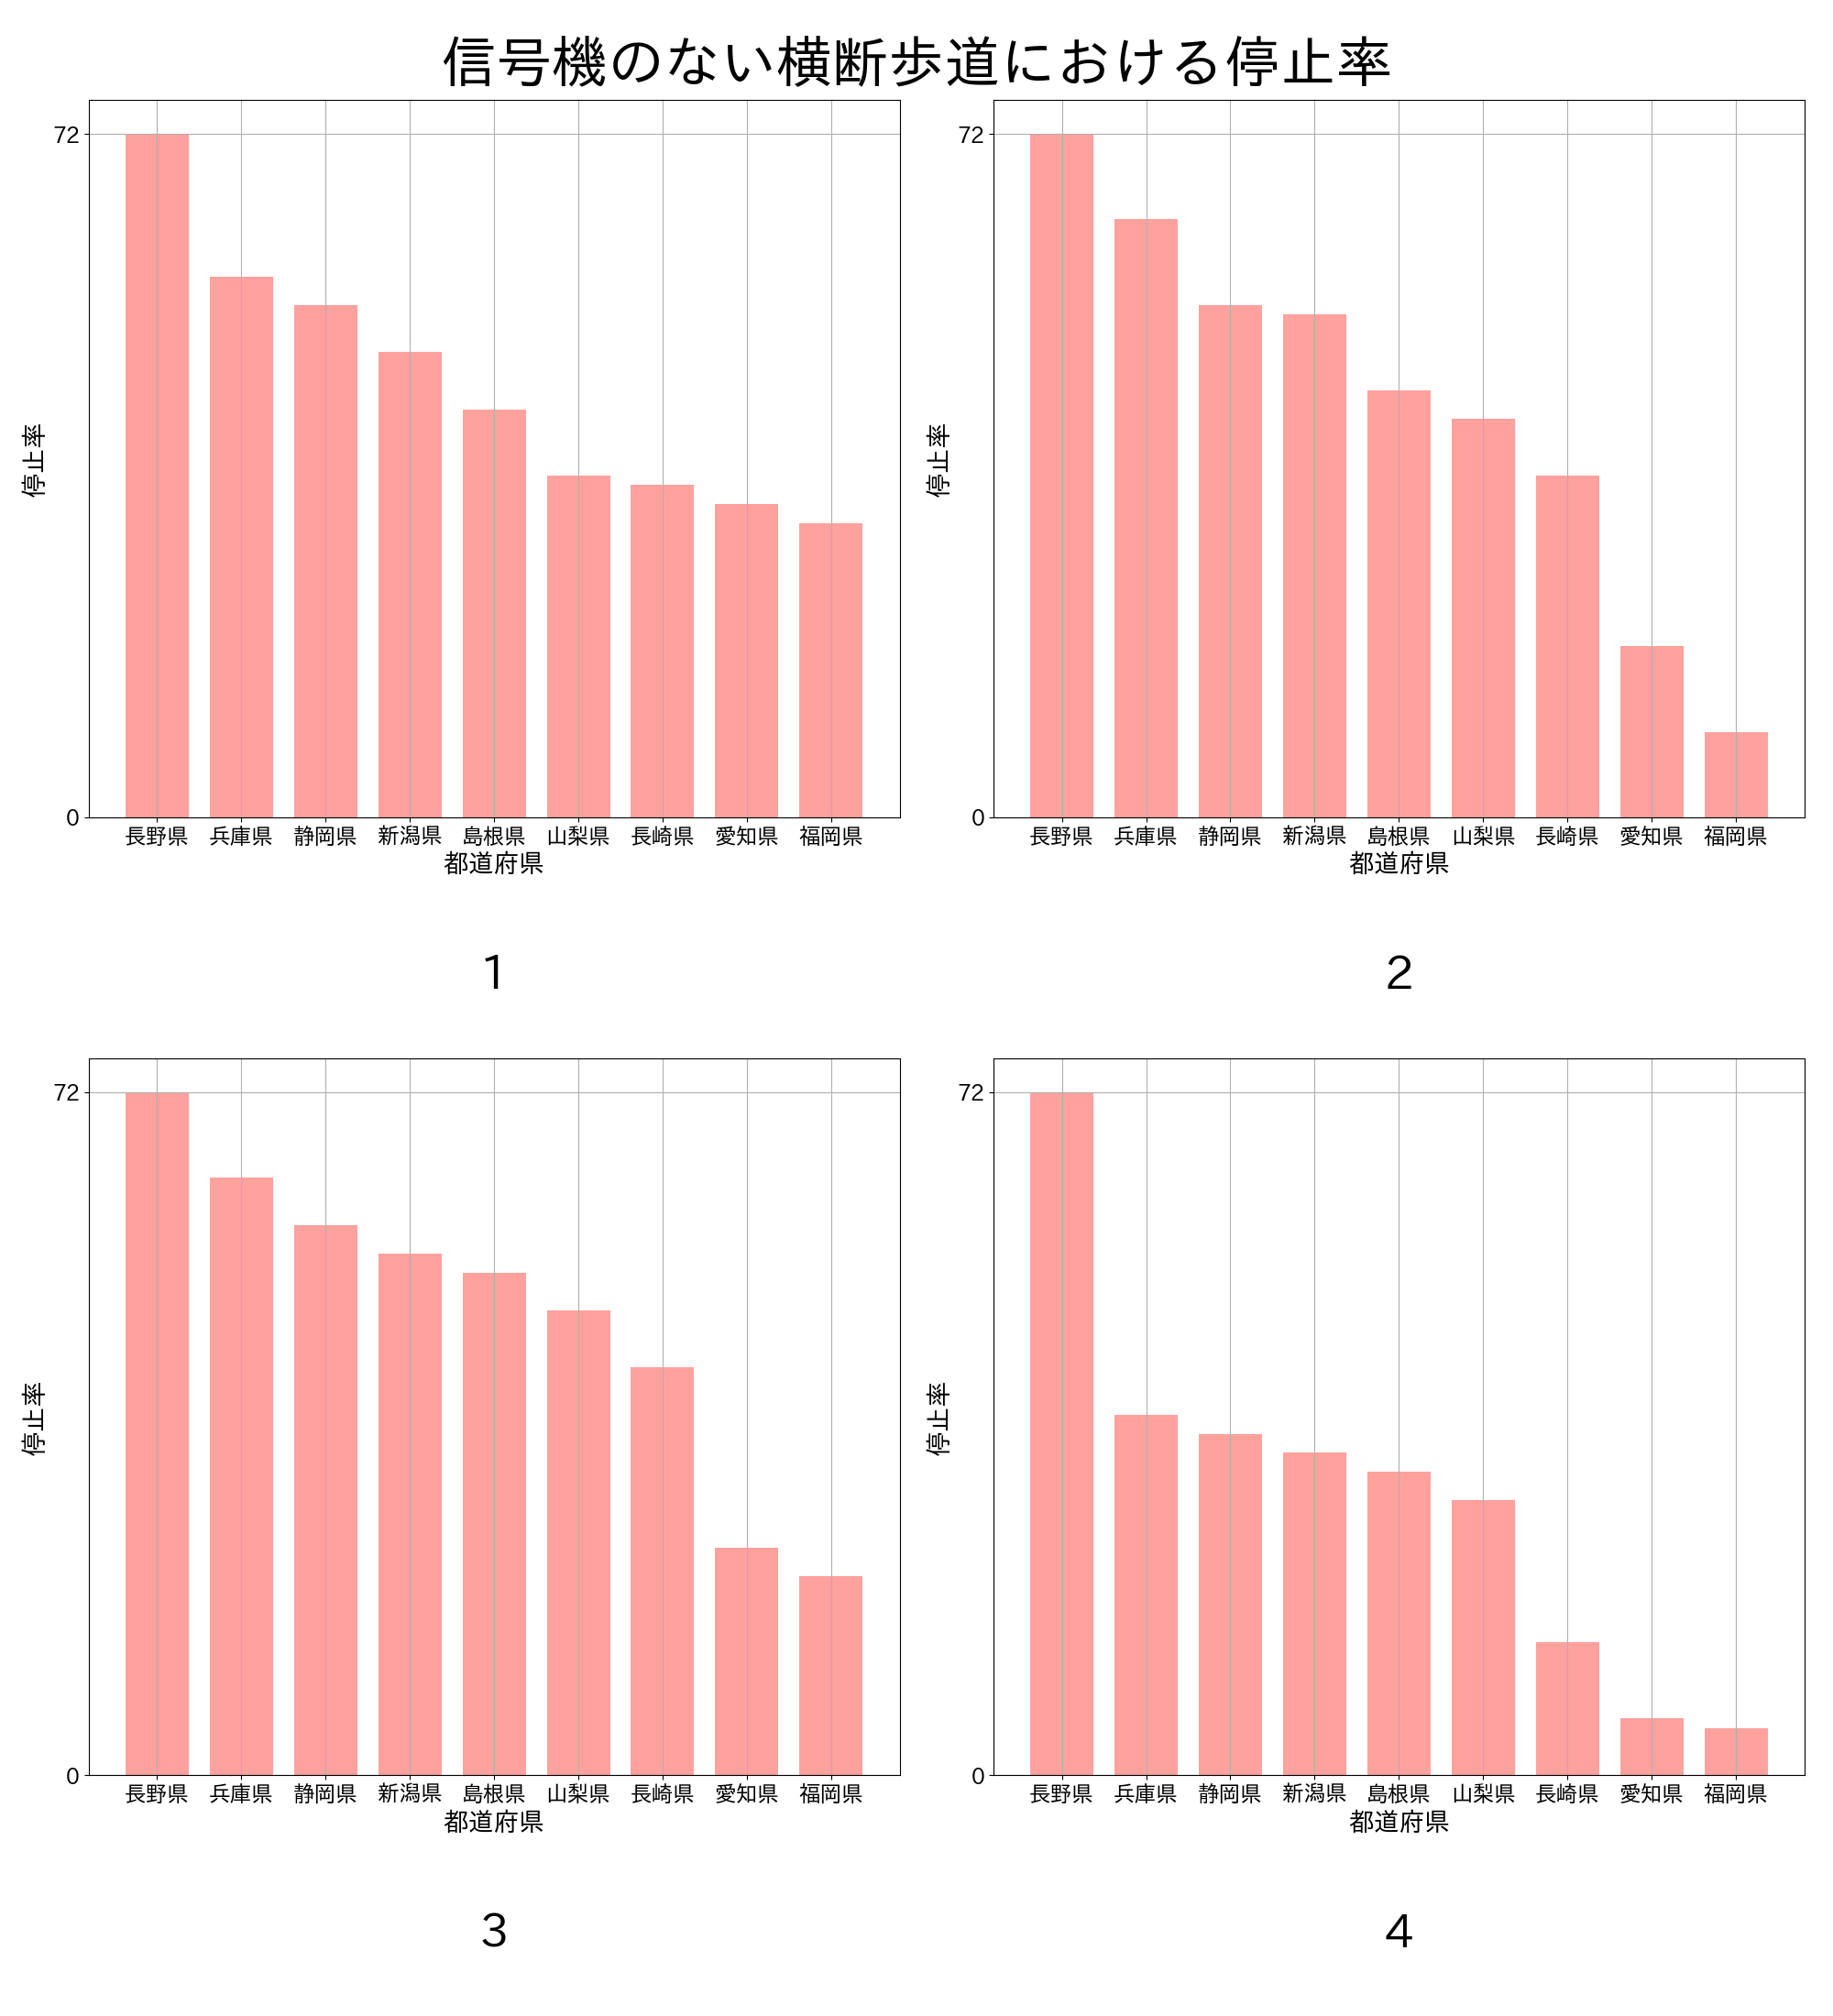 信号機のない横断歩道における停止率
72
0
停止率
長野県 兵庫県 静岡県 新潟県 島根県 山梨県 長崎県 愛知県 福岡県
都道府県
1
72
0
停止率
長野県 兵庫県 静岡県 新潟県 島根県 山梨県 長崎県 愛知県 福岡県
都道府県
2
72
0
停止率
長野県 兵庫県 静岡県 新潟県 島根県 山梨県 長崎県 愛知県 福岡県
都道府県
3
72
0
停止率
長野県 兵庫県 静岡県 新潟県 島根県 山梨県 長崎県 愛知県 福岡県
都道府県
4